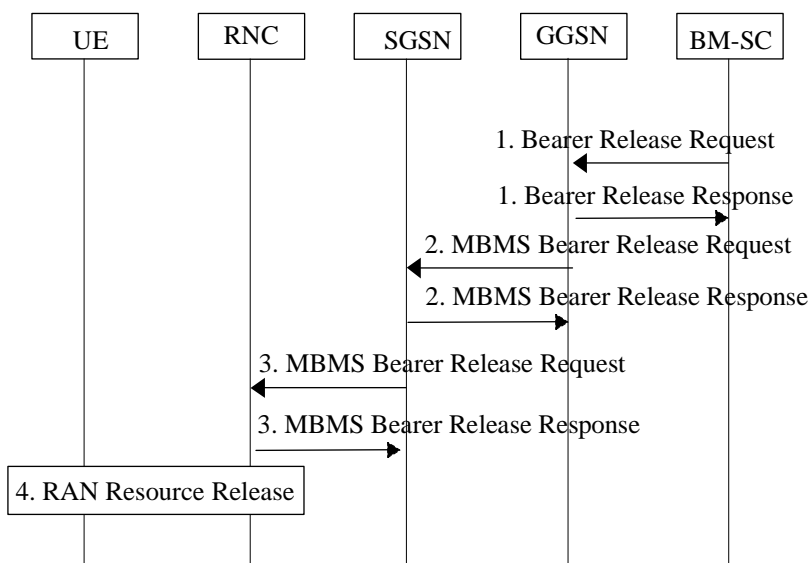 UE
RNC
SGSN
GGSN
BM-SC
1. Bearer Release Request
1. Bearer Release Response
2. MBMS Bearer Release Request
2. MBMS Bearer Release Response
3. MBMS Bearer Release Request
3. MBMS Bearer Release Response
4. RAN Resource Release